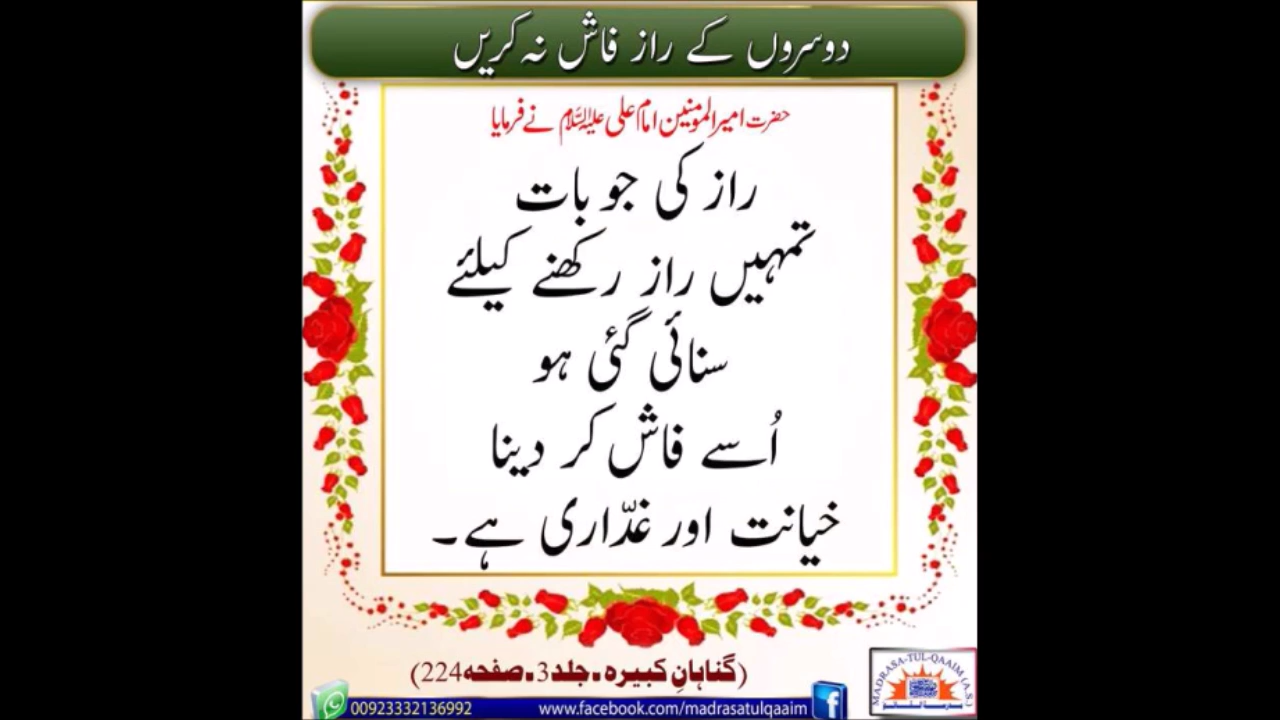 دوسروں کے راز فاش نہ کریں
حضرت امیرالمومنین امام علی علیہ السلام نے فرمایا
راز کی جو بات
تمہیں راز رکھنے کیلئے
سنائی گئی ہو
اُسے فاش کر دینا
خیانت اور غدّاری ہے۔
(گناہانِ کبیرہ۔جلد3۔صفحہ224)
MADRASA-TUL-QAAIM (A.S.)
00923332136992
www.facebook.com/madrasatulqaaim